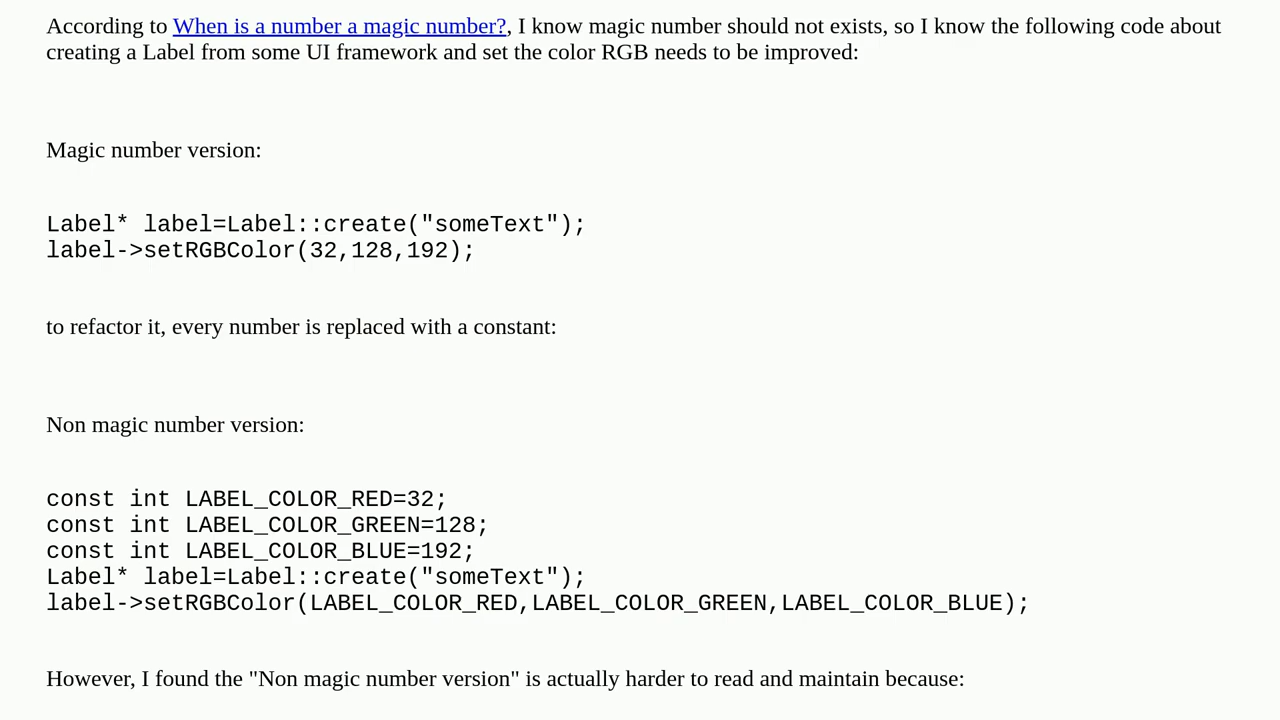 According to When is a number a magic number?, I know magic number should not exists, so I know the following code about
creating a Label from some UI framework and set the color RGB needs to be improved:
Magic number version:
Label* label=Label::create("someText");
label->setRGBColor(32,128,192);
to refactor it, every number is replaced with a constant:
Non magic number version:
const int LABEL_COLOR_RED=32;
const int LABEL_COLOR_GREEN=128;
const int LABEL_COLOR_BLUE=192;
Label* label=Label::create("someText");
label->setRGBColor(LABEL_COLOR_RED,LABEL_COLOR_GREEN,LABEL_COLOR_BLUE);
However, I found the "Non magic number version" is actually harder to read and maintain because: